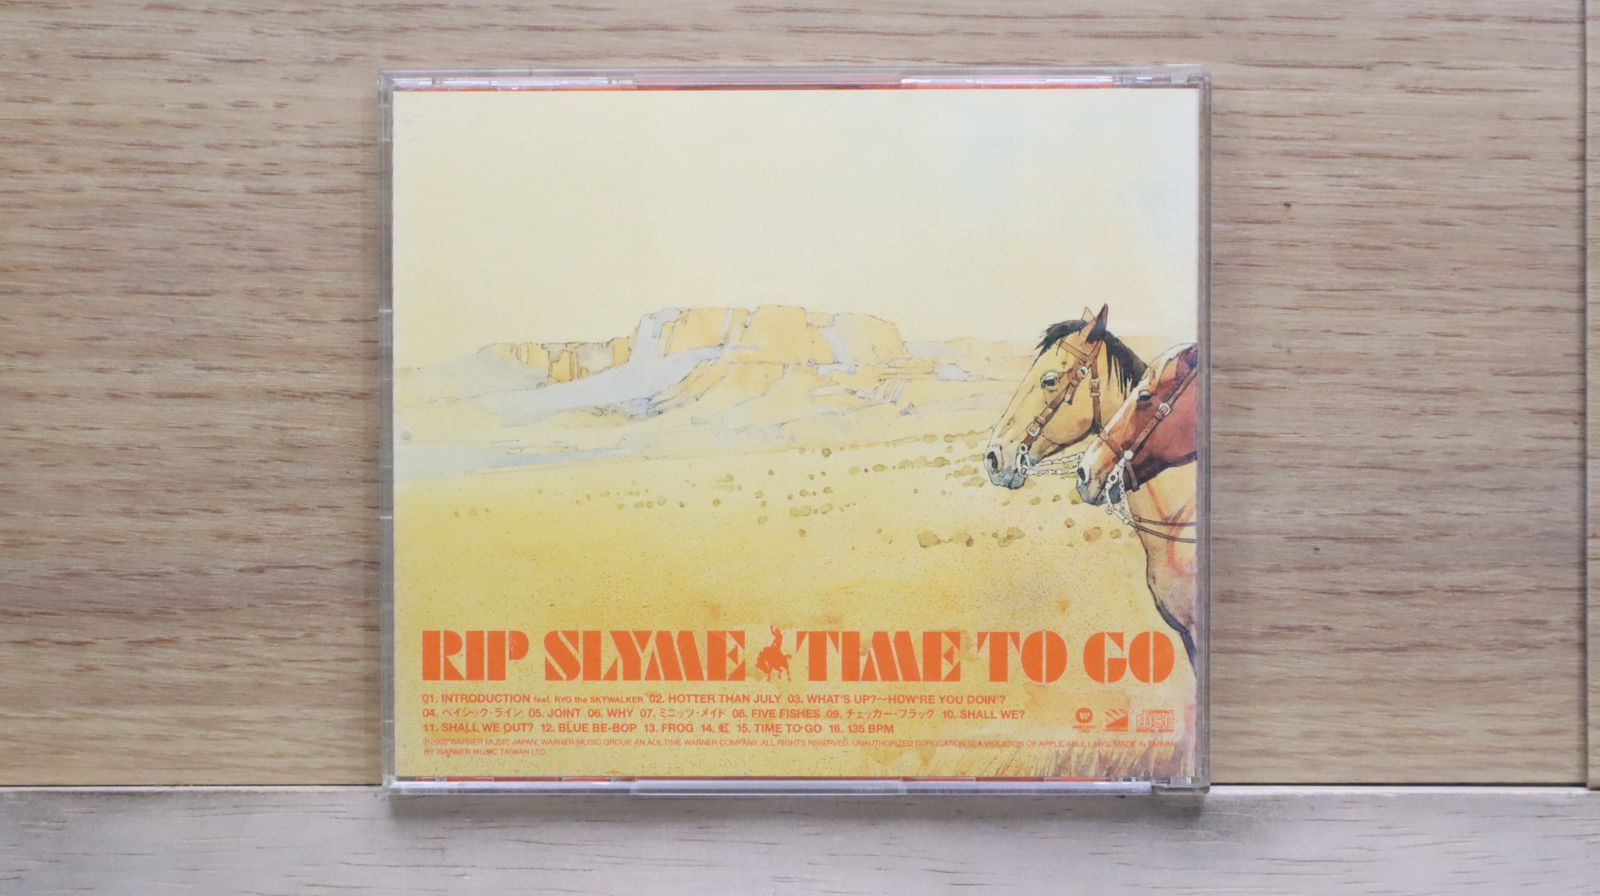 RIP SLYME TIME TO GO
01. INTRODUCTION feat. RYO the SKYWALKER 02. HOTTER THAN JULY 03. WHAT'S UP?〜HOW'RE YOU DOIN'?
04. ベイシック・ライン 05. JOINT 06. WHY 07. ミニッツ・メイド 08. FIVE FISHES 09. チェッカー・フラッグ 10. SHALL WE?
11. SHALL WE OUT? 12. BLUE BE-BOP 13. FROG 14. 虹 15. TIME TO GO 16. 135 BPM
℗2003 WARNER MUSIC JAPAN, WARNER MUSIC GROUP, AN AOL TIME WARNER COMPANY. ALL RIGHTS RESERVED. UNAUTHORIZED DUPLICATION IS A VIOLATION OF APPLICABLE LAWS. MADE IN TAIWAN
BY WARNER MUSIC TAIWAN LTD.